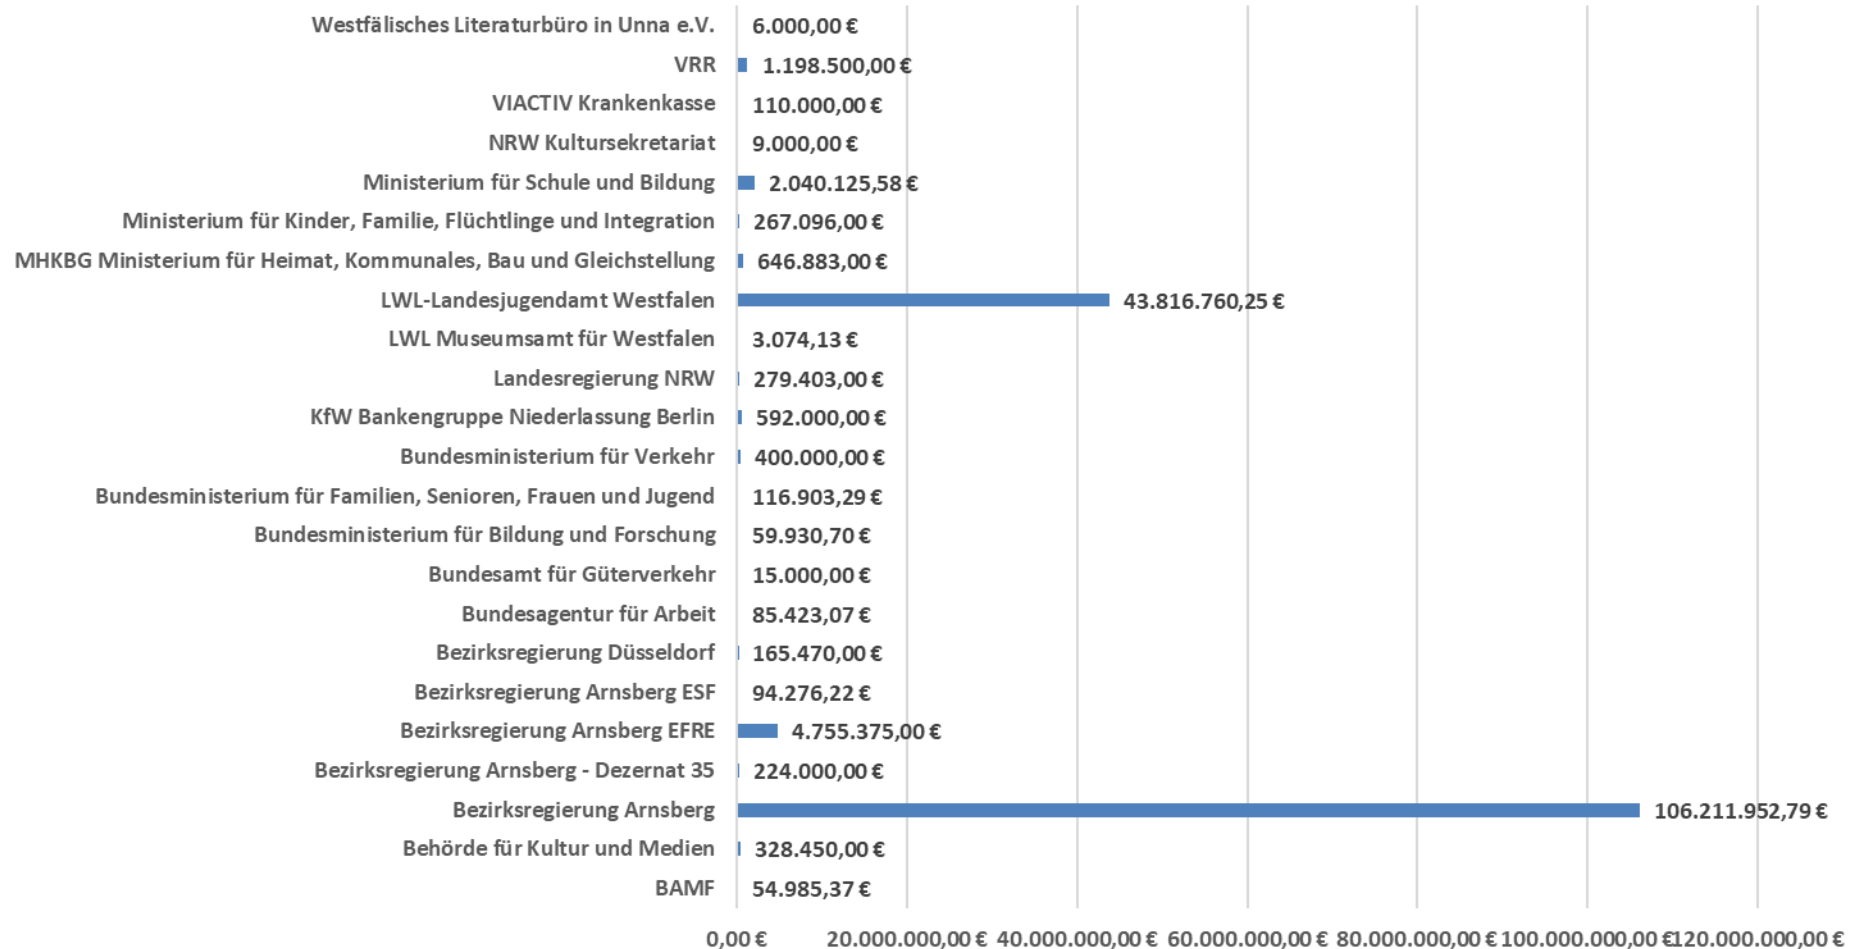 Westfälisches Literaturbüro in Unna e.V. 6.000,00 €
VRR 1.198.500,00 €
VIACTIV Krankenkasse 110.000,00 €
NRW Kultursekretariat 9.000,00 €
Ministerium für Schule und Bildung 2.040.125,58 €
Ministerium für Kinder, Familie, Flüchtlinge und Integration 267.096,00 €
MHKBG Ministerium für Heimat, Kommunales, Bau und Gleichstellung 646.883,00 €
LWL-Landesjugendamt Westfalen 43.816.760,25 €
LWL Museumsamt für Westfalen 3.074,13 €
Landesregierung NRW 279.403,00 €
KfW Bankengruppe Niederlassung Berlin 592.000,00 €
Bundesministerium für Verkehr 400.000,00 €
Bundesministerium für Familien, Senioren, Frauen und Jugend 116.903,29 €
Bundesministerium für Bildung und Forschung 59.930,70 €
Bundesamt für Güterverkehr 15.000,00 €
Bundesagentur für Arbeit 85.423,07 €
Bezirksregierung Düsseldorf 165.470,00 €
Bezirksregierung Arnsberg ESF 94.276,22 €
Bezirksregierung Arnsberg EFRE 4.755.375,00 €
Bezirksregierung Arnsberg - Dezernat 35 224.000,00 €
Bezirksregierung Arnsberg 106.211.952,79 €
Behörde für Kultur und Medien 328.450,00 €
BAMF 54.985,37 €
0,00 € 20.000.000,00 € 40.000.000,00 € 60.000.000,00 € 80.000.000,00 € 100.000.000,00 € 120.000.000,00 €